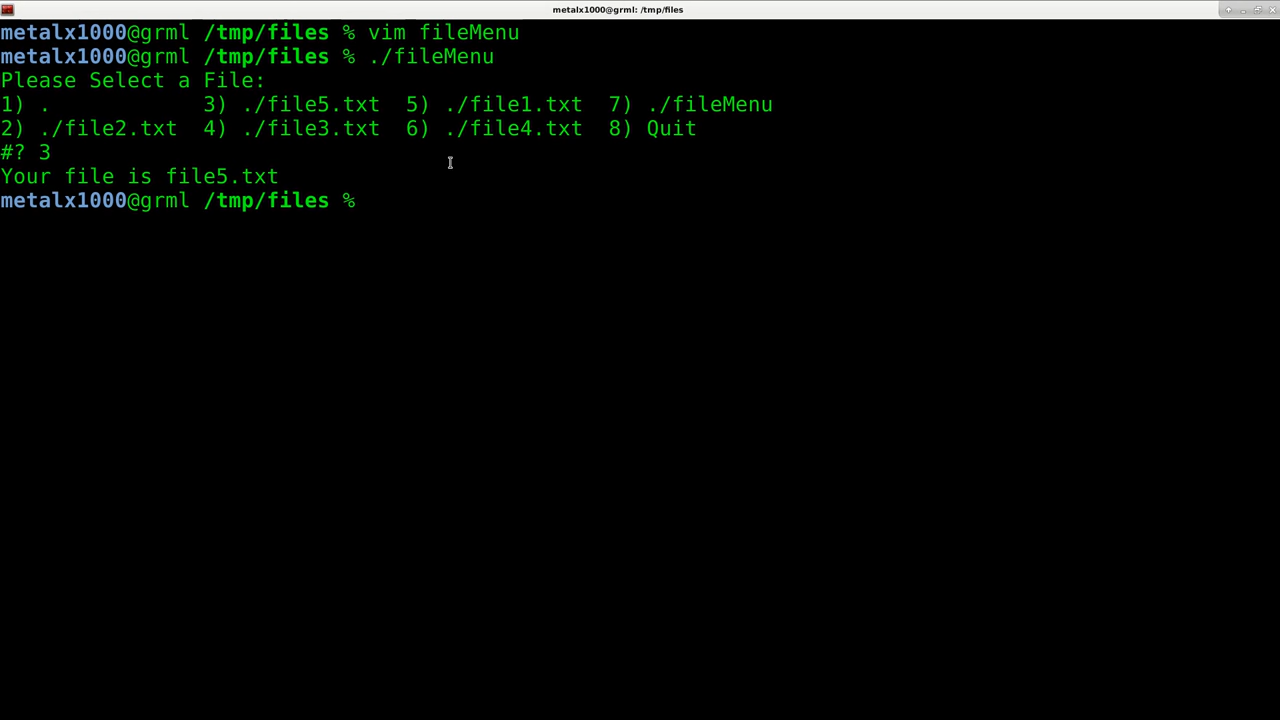 metalx1000@grml: /tmp/files
metalx1000@grml /tmp/files % vim fileMenu
metalx1000@grml /tmp/files % ./fileMenu
Please Select a File:
1) .            3) ./file5.txt  5) ./file1.txt  7) ./fileMenu
2) ./file2.txt  4) ./file3.txt  6) ./file4.txt  8) Quit
#? 3
Your file is file5.txt
metalx1000@grml /tmp/files %